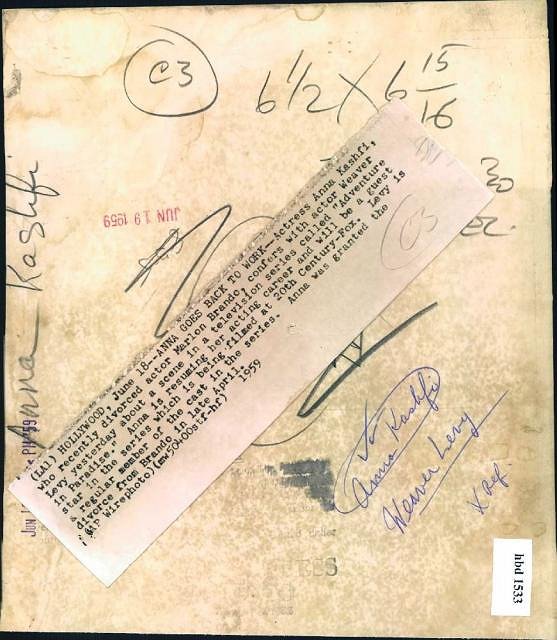 C3
6 1/2 X 6 15/16
Anna Kashfi
JUN 19 1959
(LA1) HOLLYWOOD, June 18--ANNA GOES BACK TO WORK--Actress Anna Kashfi,
who recently divorced actor Marlon Brando, confers with actor Weaver
Levy yesterday about a scene in a television series called "Adventure
in Paradise." Anna is resuming her acting career and will be a guest
star in the series which is being filmed at 20th Century-Fox. Levy is
a regular member of the cast in the series. Anna was granted the
divorce from Brando in late April.
(AP Wirephoto) 1959
C3
30
Anna Kashfi
Weaver Levy
X Ref.
hbd 1533